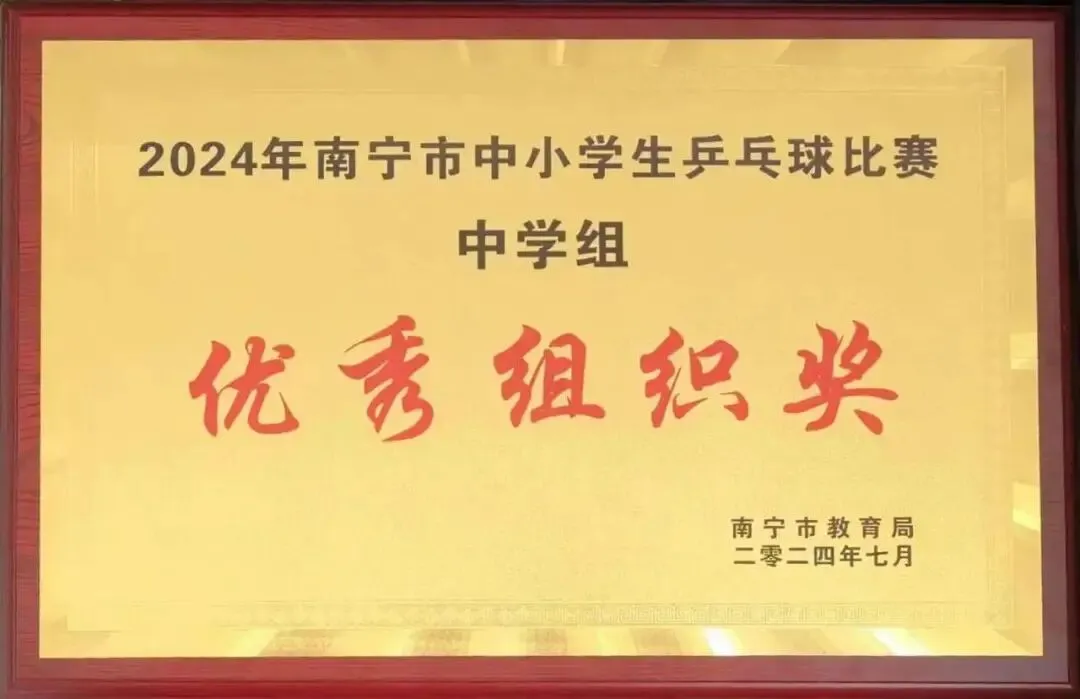 2024年南宁市中小学生乒乓球比赛
中学组
优秀组织奖
南宁市教育局
二零二四年七月